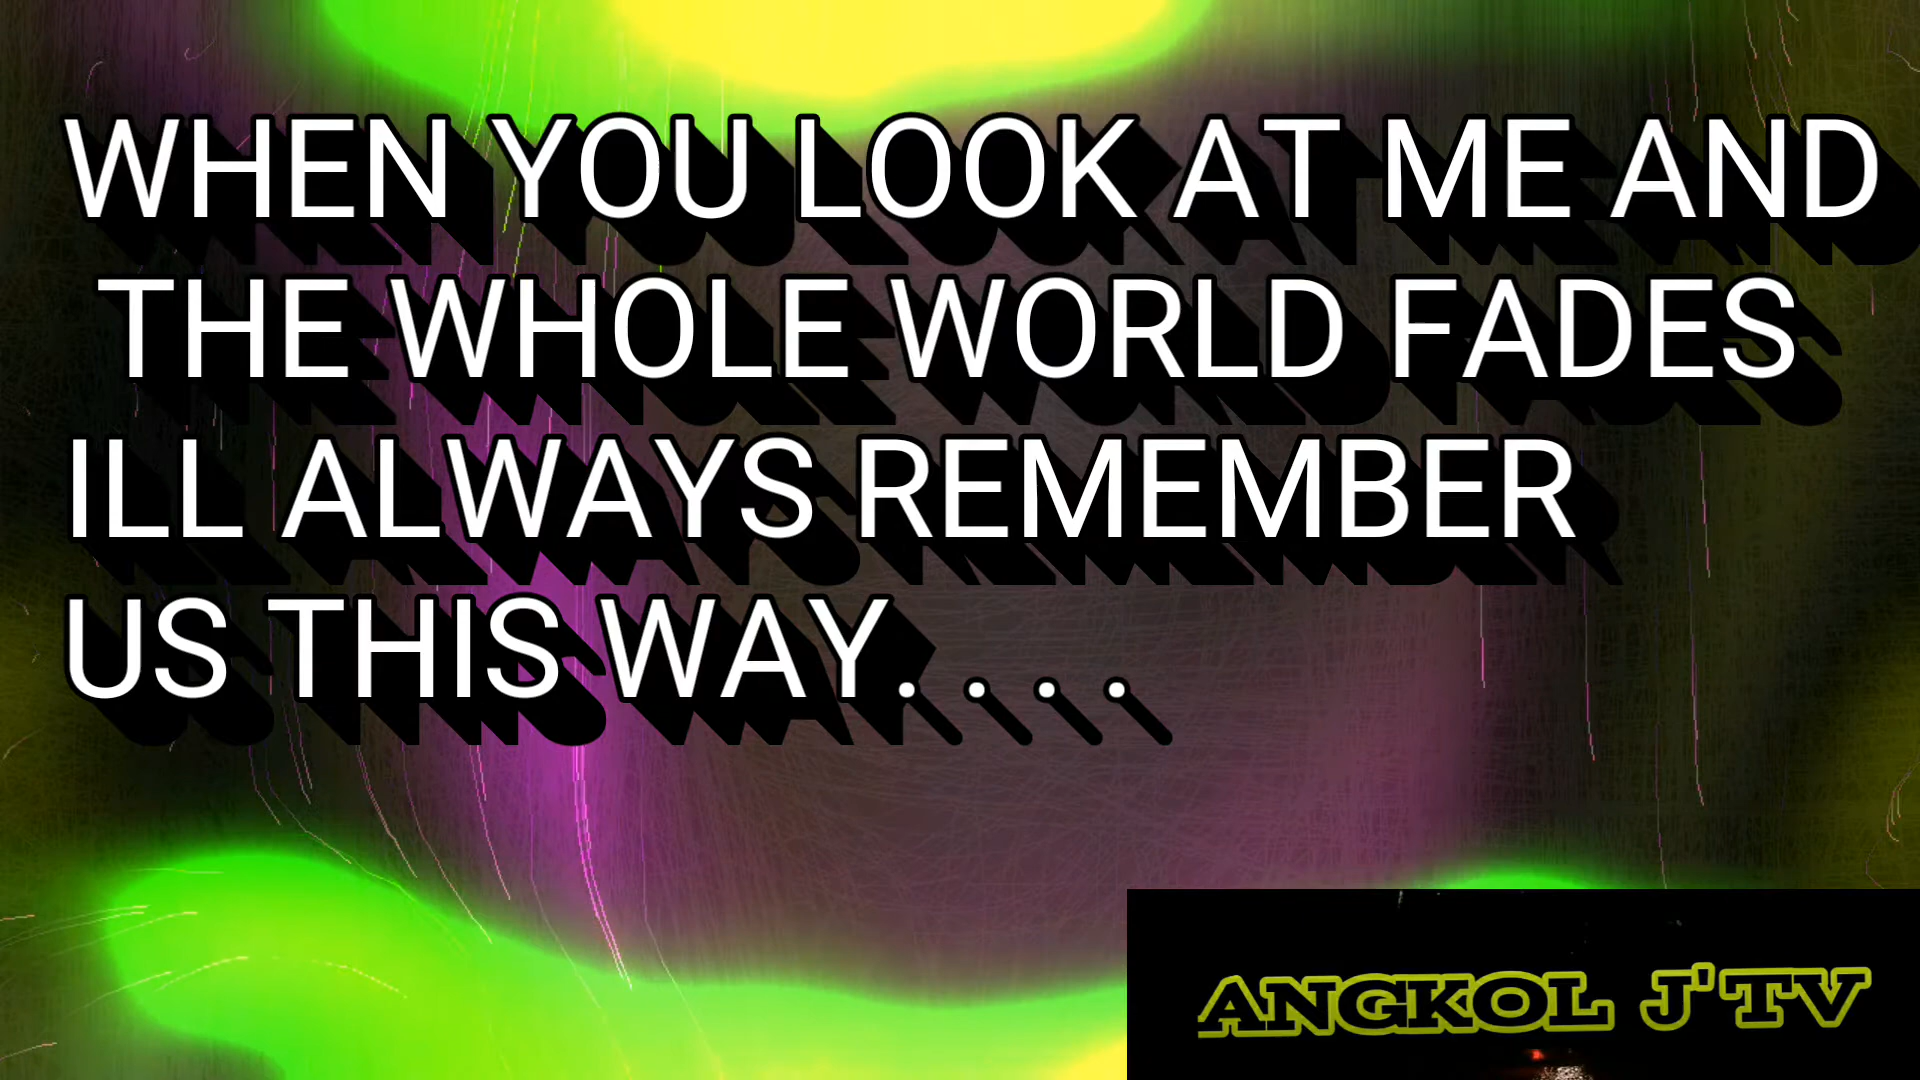 WHEN YOU LOOK AT ME AND
THE WHOLE WORLD FADES
ILL ALWAYS REMEMBER
US THIS WAY. . . .
ANGKOL J'TV